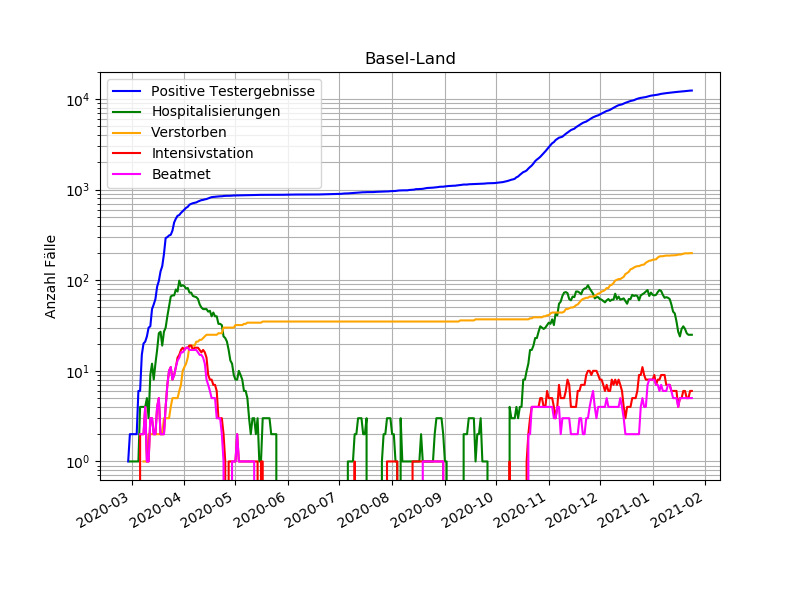 Basel-Land
Positive Testergebnisse
Hospitalisierungen
Verstorben
Intensivstation
Beatmet
Anzahl Fälle
10⁴
10³
10²
10¹
10⁰
2020-03
2020-04
2020-05
2020-06
2020-07
2020-08
2020-09
2020-10
2020-11
2020-12
2021-01
2021-02